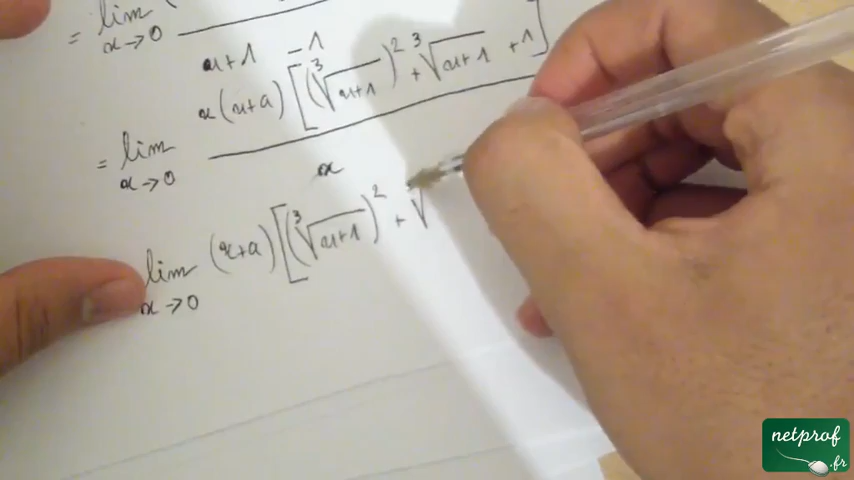 = lim x→0
x+1 -1
x(x+a) [(∛(x+1))² + ∛(x+1) +1]
= lim x→0
x
lim x→0 (x+a) [(∛(x+1))² + √
netprof
.fr